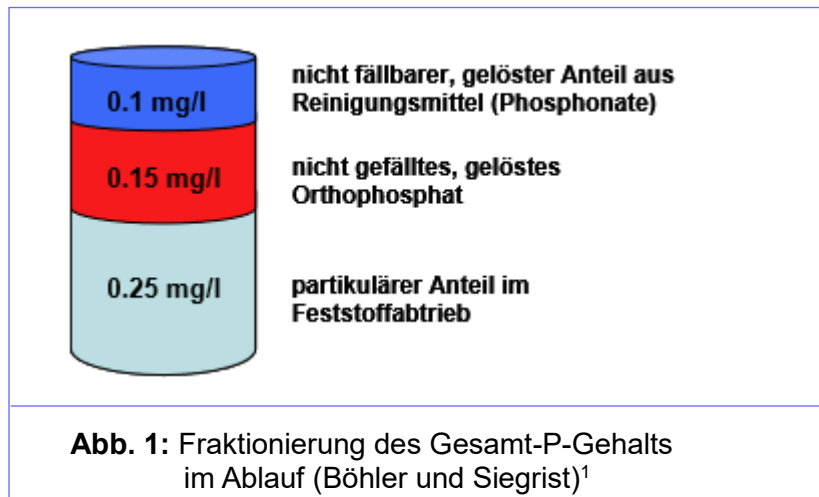 0.1 mg/l
nicht fällbarer, gelöster Anteil aus
Reinigungsmittel (Phosphonate)
0.15 mg/l
nicht gefälltes, gelöstes
Orthophosphat
0.25 mg/l
partikulärer Anteil im
Feststoffabtrieb
Abb. 1: Fraktionierung des Gesamt-P-Gehalts
im Ablauf (Böhler und Siegrist)¹